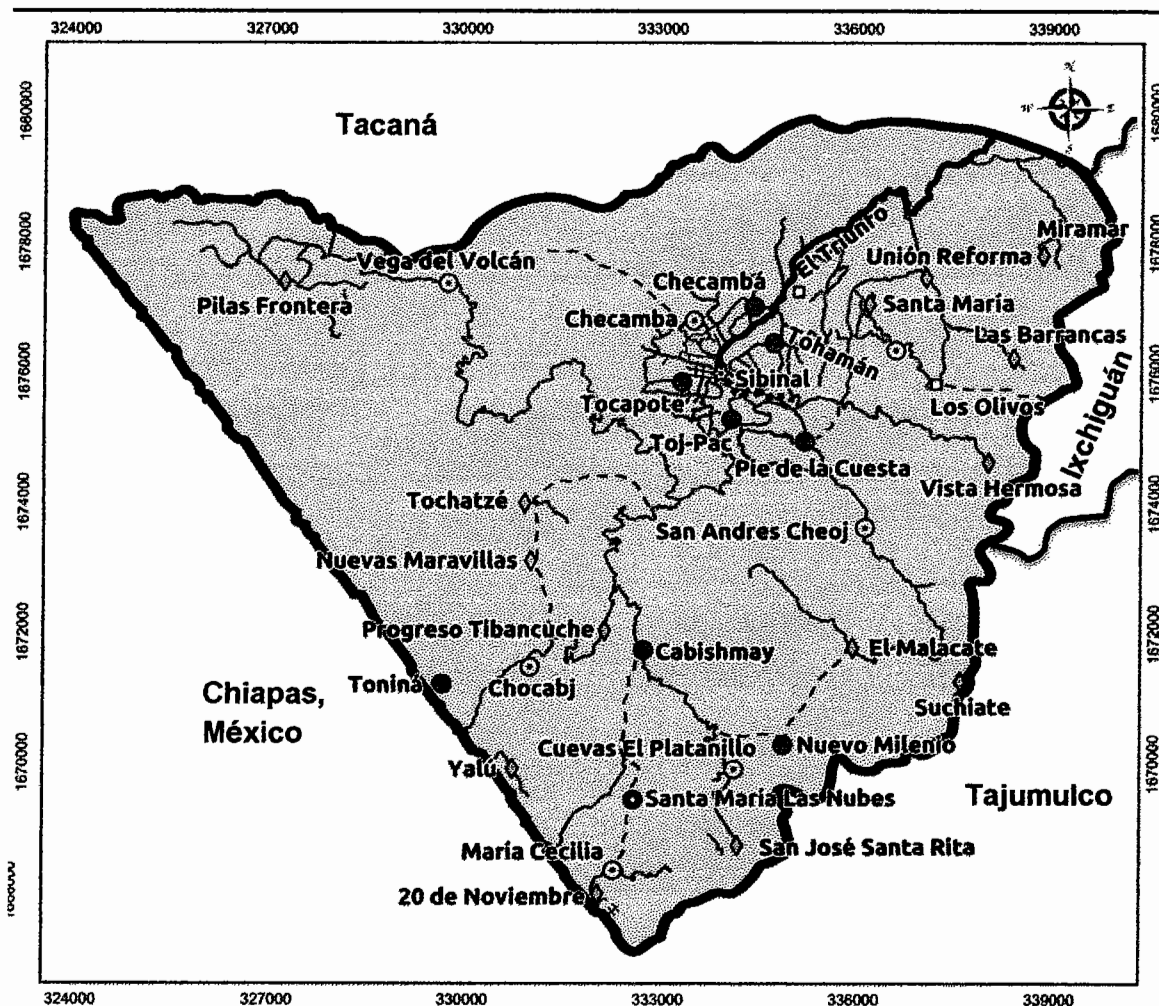 324000 327000 330000 333000 336000 339000
1680000
1680000
N
W E
S
Tacaná
1678000
1678000
Miramar
El Triunfo
Unión Reforma
Vega del Volcán
Checambá
Pilas Frontera
Santa María
Checambá
Las Barrancas
Tohamán
1676000
1676000
Sibinal
Tocapote
Los Olivos
Ixchiguán
Toj-Pac
Pie de la Cuesta
Vista Hermosa
1674000
1674000
Tochatzé
San Andres Cheoj
Nuevas Maravillas
1672000
1672000
Progreso Tibancuche
Cabishmay
El Malacate
Toniná
Chocabj
Chiapas,
México
Suchiate
1670000
1670000
Cuevas El Platanillo
Nuevo Milenio
Yalú
Santa María Las Nubes
Tajumulco
María Cecilia
San José Santa Rita
20 de Noviembre
324000 327000 330000 333000 336000 339000